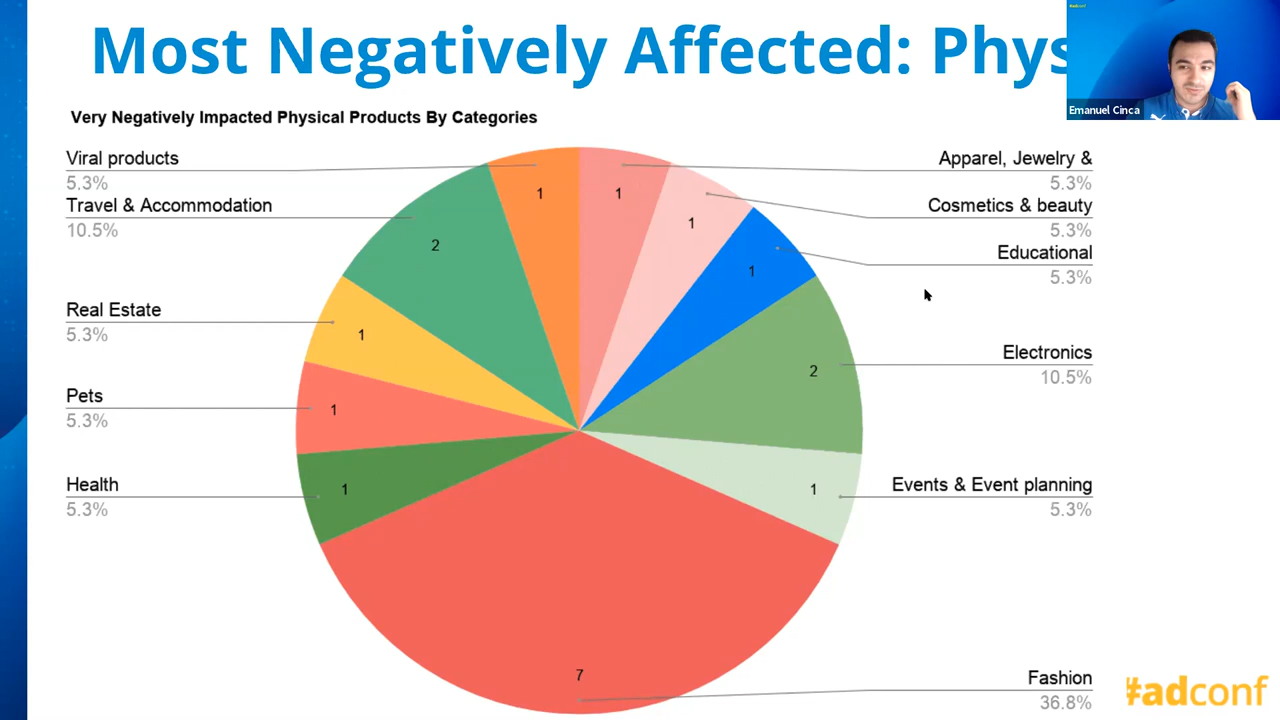 Most Negatively Affected: Phys
#adconf
Emanuel Cinca
Very Negatively Impacted Physical Products By Categories
Viral products
5.3%
Travel & Accommodation
10.5%
Real Estate
5.3%
Pets
5.3%
Health
5.3%
Apparel, Jewelry &
5.3%
Cosmetics & beauty
5.3%
Educational
5.3%
Electronics
10.5%
Events & Event planning
5.3%
Fashion
36.8%
1
1
1
1
2
1
7
1
1
1
2
#adconf